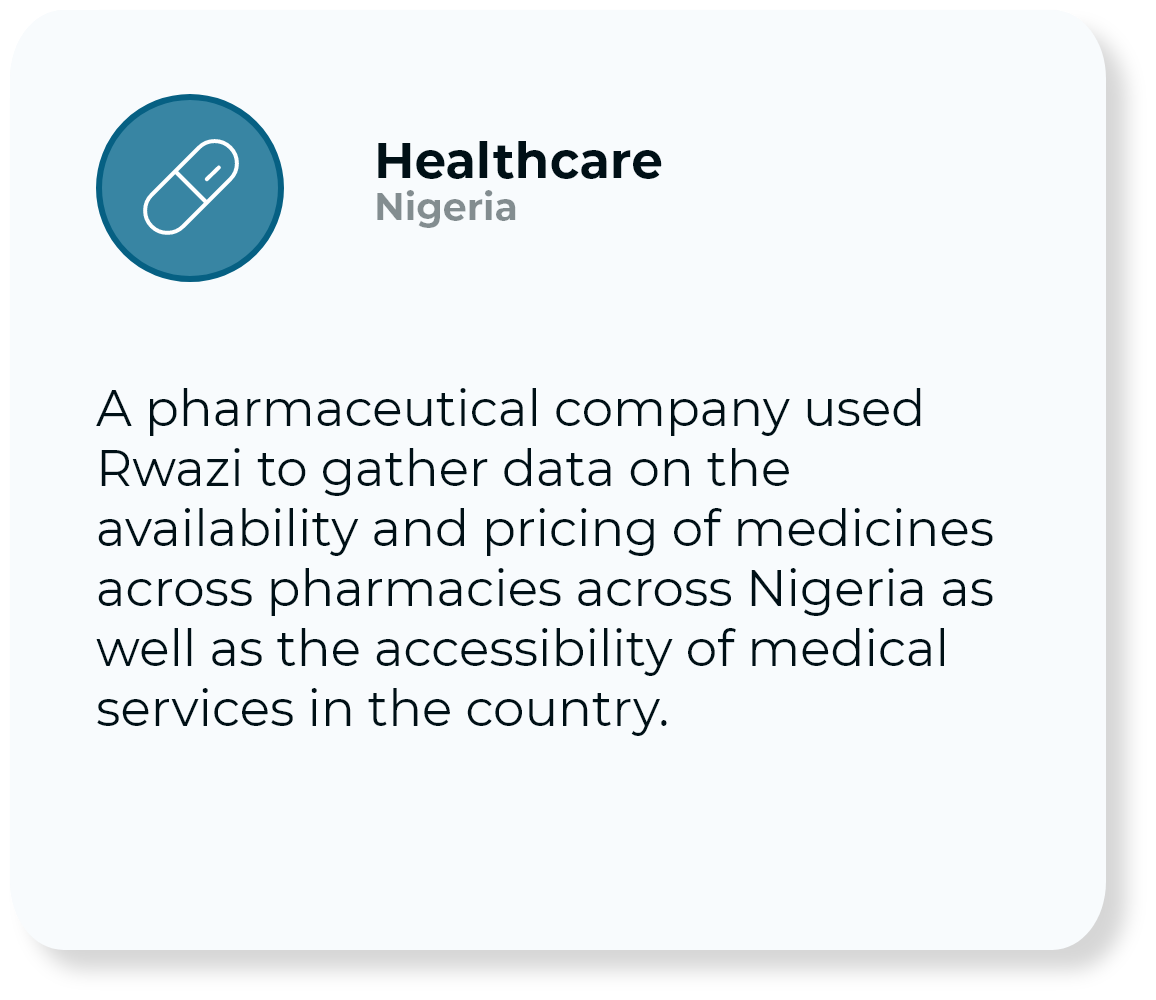 Healthcare
Nigeria
A pharmaceutical company used
Rwazi to gather data on the
availability and pricing of medicines
across pharmacies across Nigeria as
well as the accessibility of medical
services in the country.